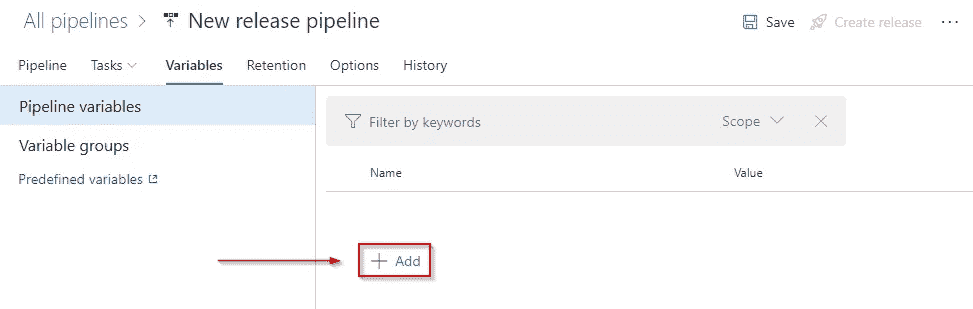 All pipelines > New release pipeline
Save Create release ...
Pipeline Tasks Variables Retention Options History
Pipeline variables
Filter by keywords Scope
Variable groups
Predefined variables
Name Value
+ Add